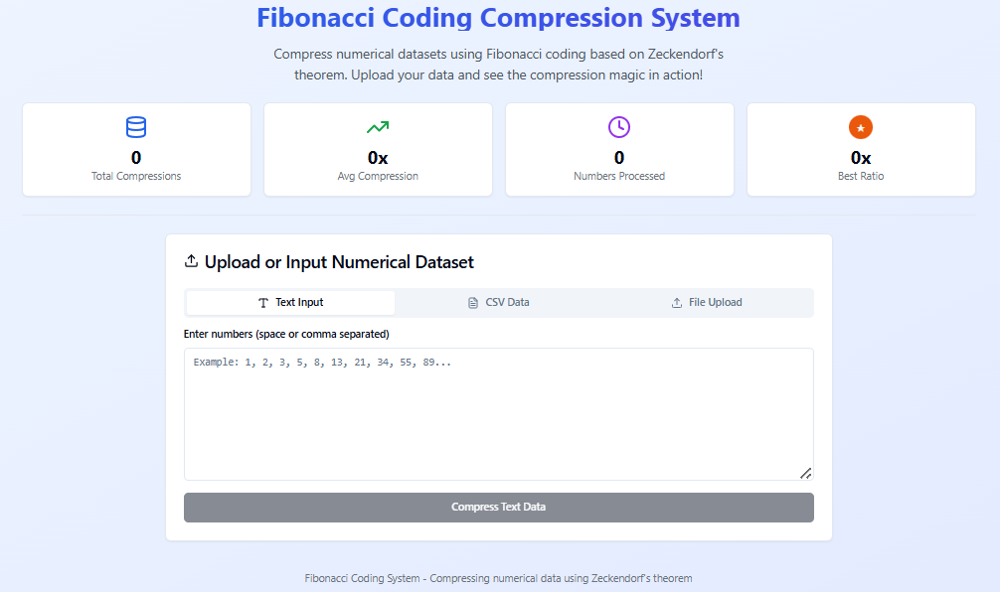 Fibonacci Coding Compression System
Compress numerical datasets using Fibonacci coding based on Zeckendorf's
theorem. Upload your data and see the compression magic in action!
0
Total Compressions
0x
Avg Compression
0
Numbers Processed
0x
Best Ratio
Upload or Input Numerical Dataset
Text Input
CSV Data
File Upload
Enter numbers (space or comma separated)
Example: 1, 2, 3, 5, 8, 13, 21, 34, 55, 89...
Compress Text Data
Fibonacci Coding System - Compressing numerical data using Zeckendorf's theorem